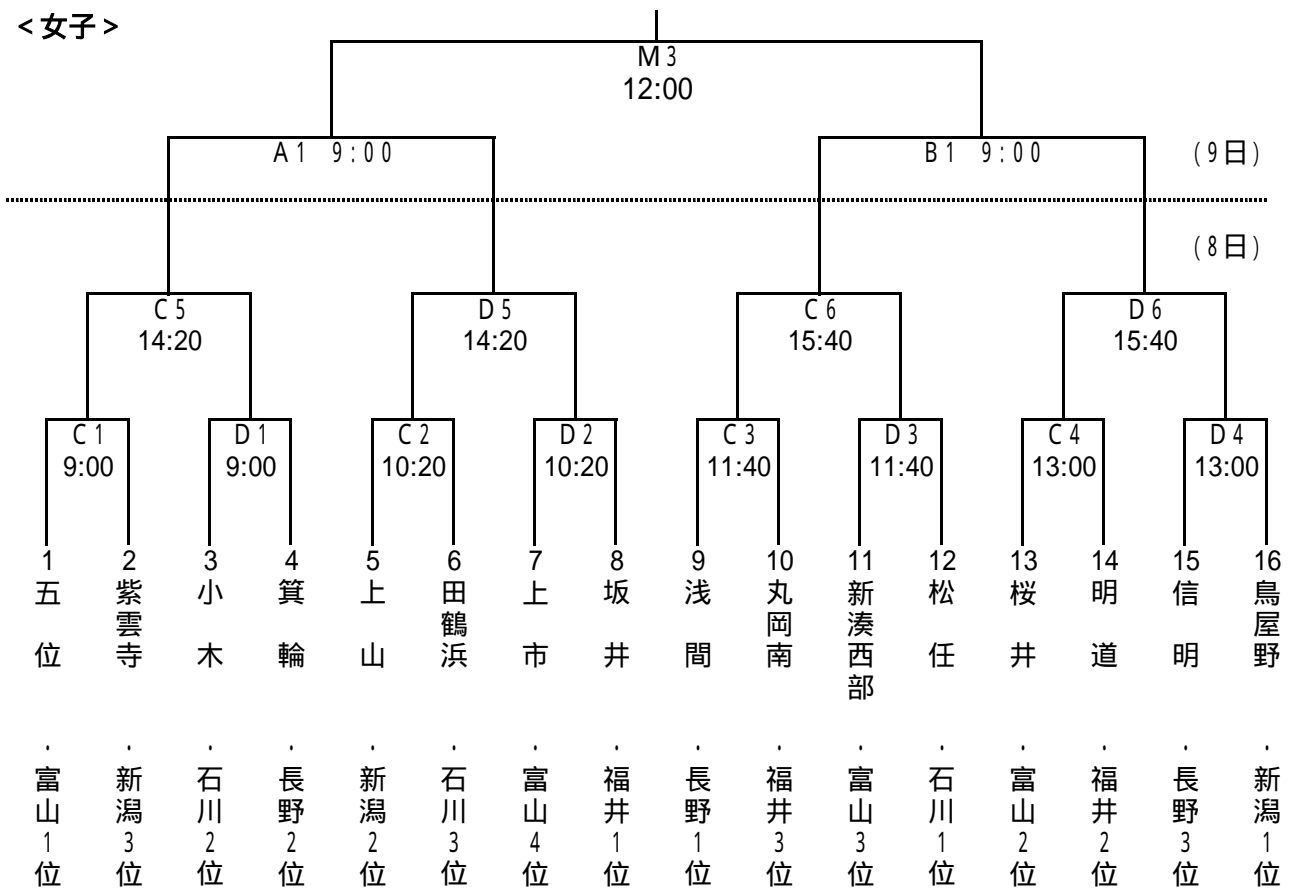 <女子>
M3
12:00
A1 9:00
B1 9:00
(9日)
(8日)
C5
14:20
D5
14:20
C6
15:40
D6
15:40
C1
9:00
D1
9:00
C2
10:20
D2
10:20
C3
11:40
D3
11:40
C4
13:00
D4
13:00
1
五位
・富山1位
2
紫雲寺
・新潟3位
3
小木
・石川2位
4
箕輪
・長野2位
5
上山
・新潟2位
6
田鶴浜
・石川3位
7
上市
・富山4位
8
坂井
・福井1位
9
浅間
・長野1位
10
丸岡南
・福井3位
11
新湊西部
・富山3位
12
松任
・石川1位
13
桜井
・富山2位
14
明道
・福井2位
15
信明
・長野3位
16
鳥屋野
・新潟1位